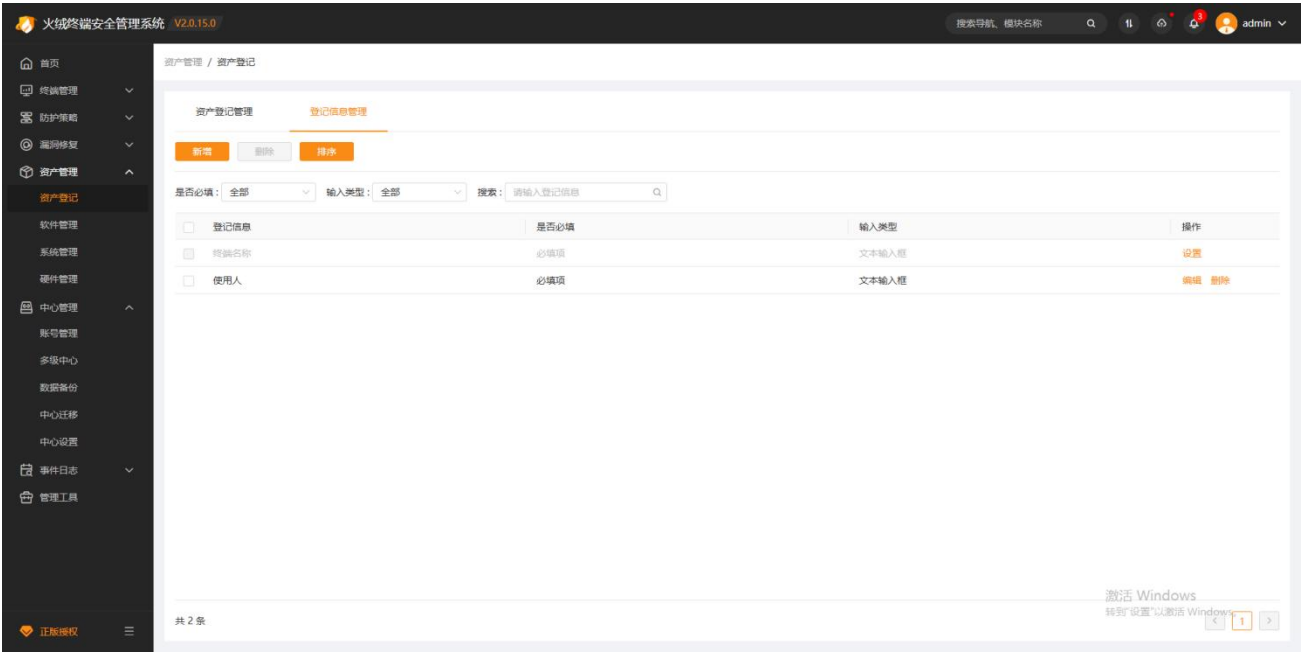 火绒终端安全管理系统 V2.0.15.0 搜索导航、模块名称 3 admin
首页
终端管理
防护策略
漏洞修复
资产管理
资产登记
软件管理
系统管理
硬件管理
中心管理
账号管理
多级中心
数据备份
中心迁移
中心设置
事件日志
管理工具
正版授权
资产管理 / 资产登记
资产登记管理 登记信息管理
新增 删除 排序
是否必填： 全部 输入类型： 全部 搜索： 请输入登记信息
登记信息 是否必填 输入类型 操作
终端名称 必填项 文本输入框 设置
使用人 必填项 文本输入框 编辑 删除
激活 Windows
转到"设置"以激活 Windows。
共 2 条 < 1 >